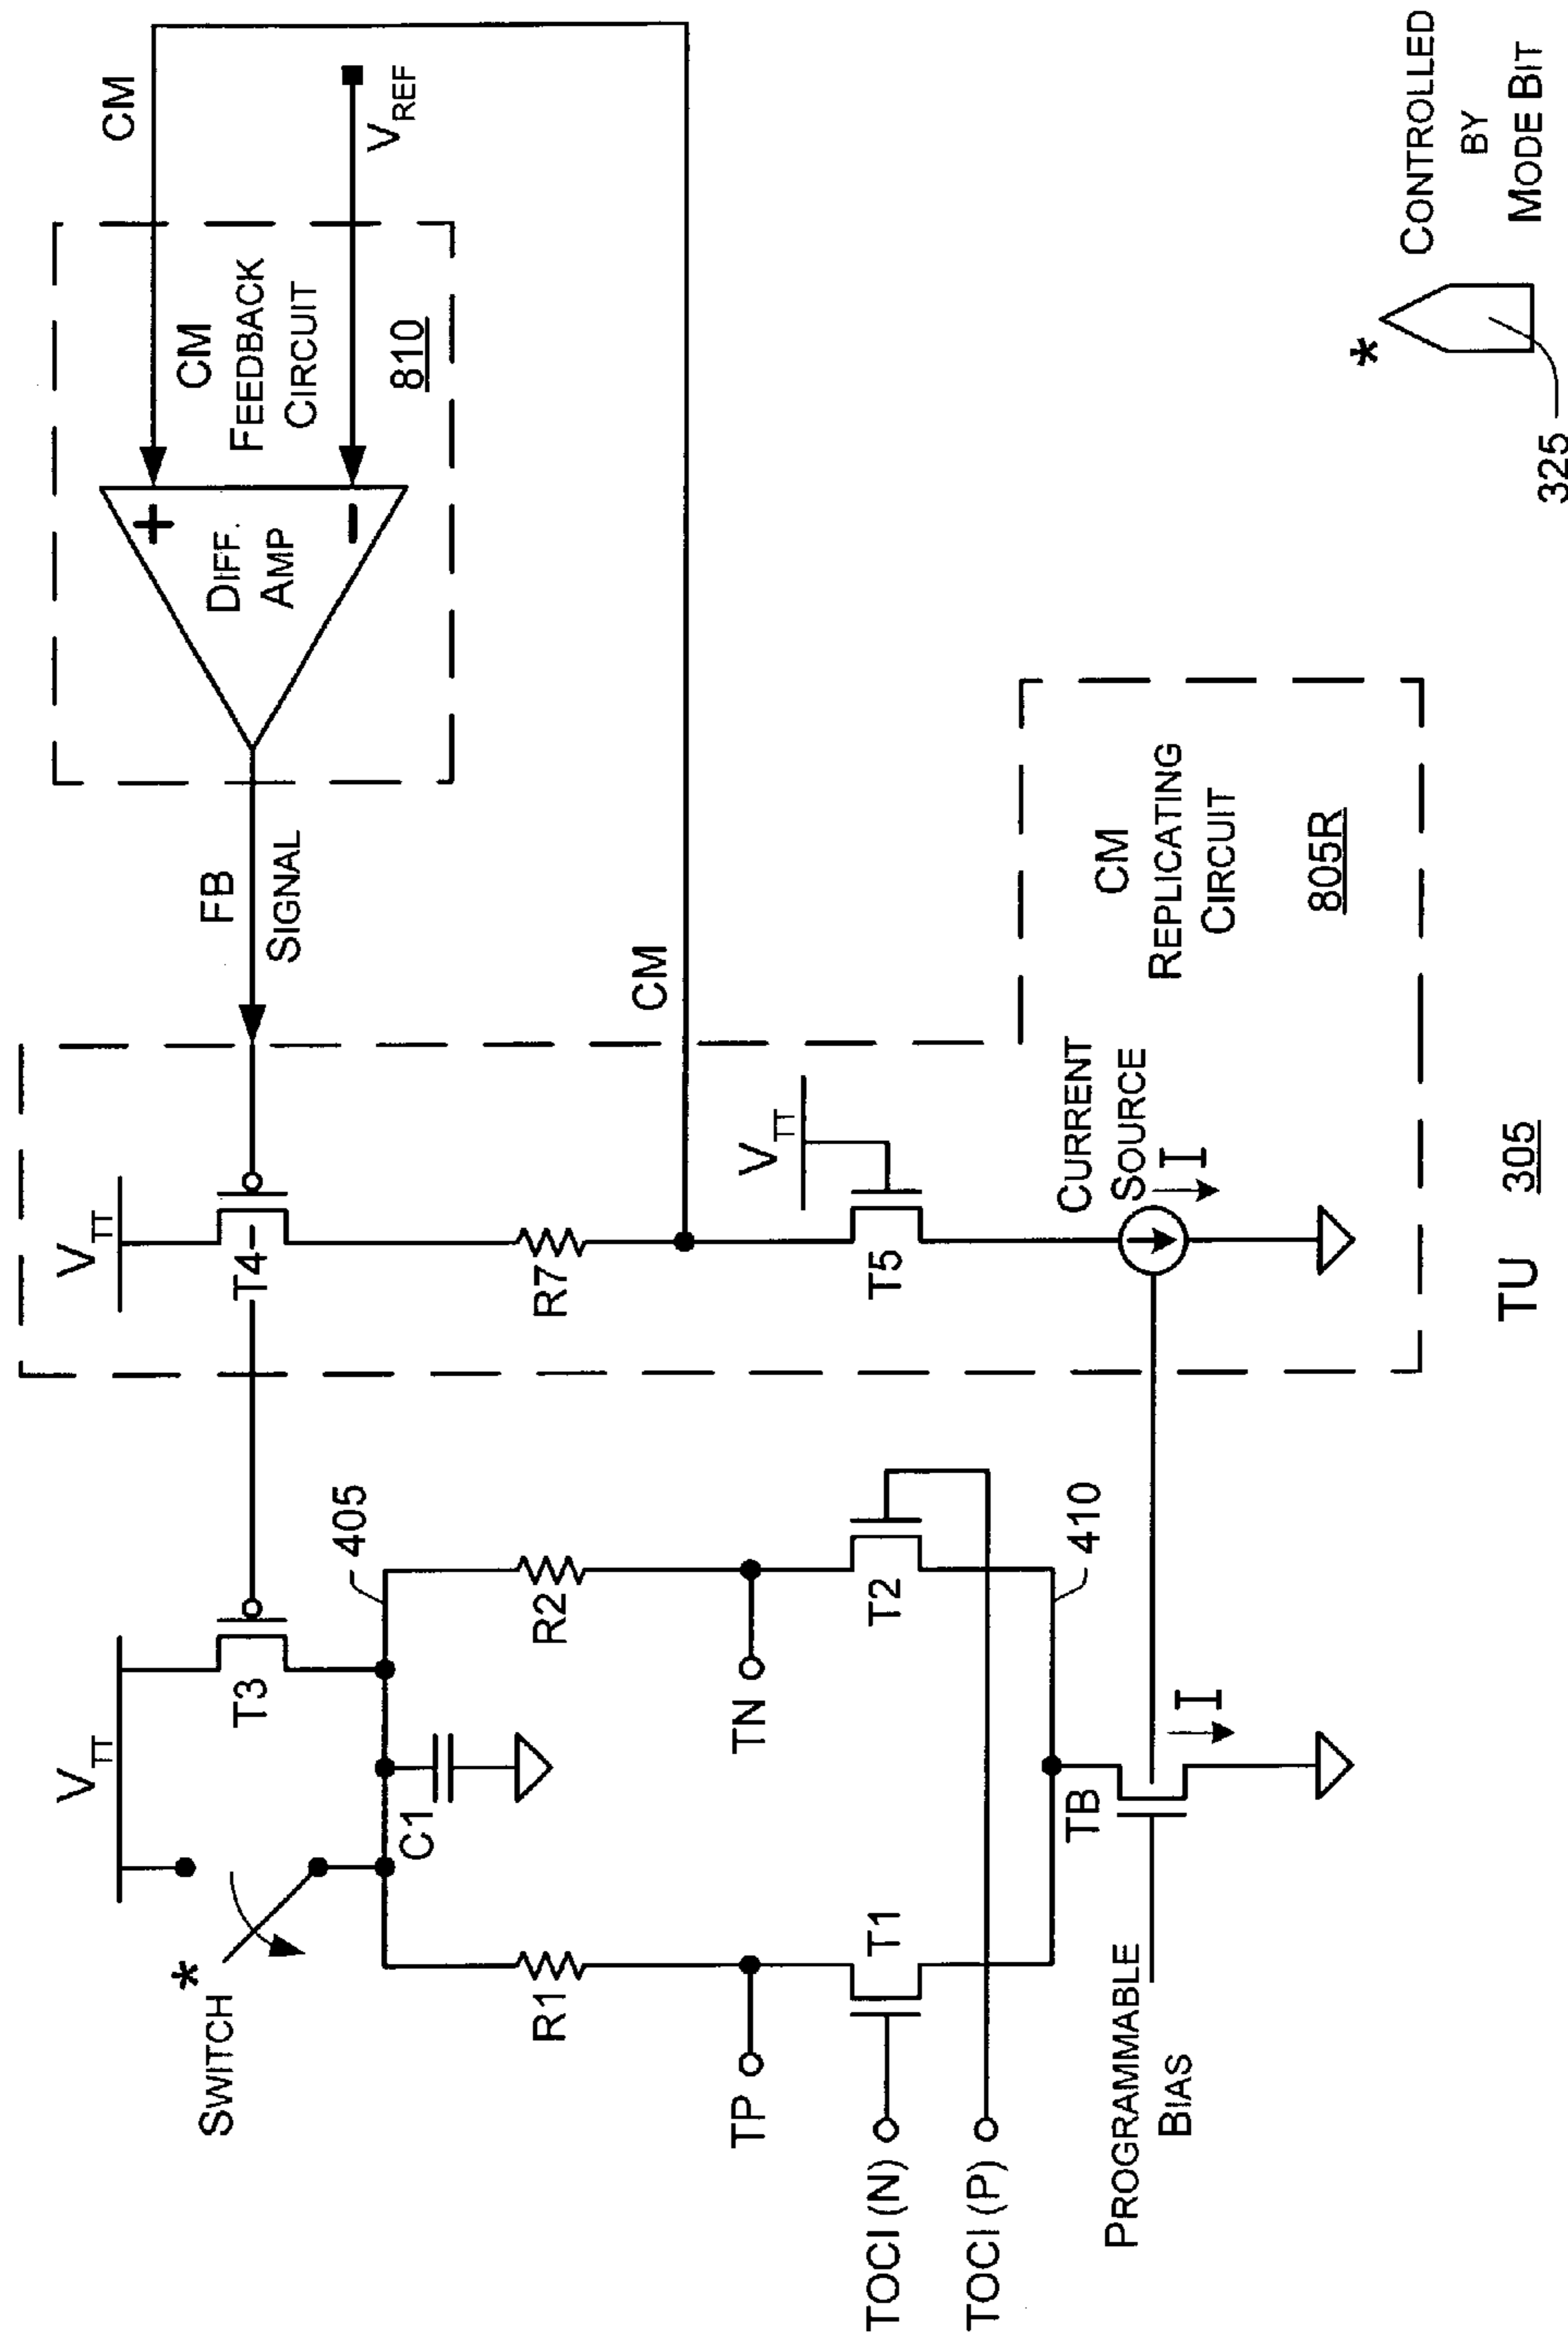 SWITCH *
VTT
T3
405
C1
R1
R2
TP
TN
T1
T2
TOCI (N)
TOCI (P)
410
TB
I
PROGRAMMABLE
BIAS
VTT
T4
R7
CM
VTT
T5
CURRENT
SOURCE
I
CM
REPLICATING
CIRCUIT
805R
FB
SIGNAL
DIFF.
AMP
+
−
CM
FEEDBACK
CIRCUIT
810
CM
VREF
TU 305
*
CONTROLLED
BY
MODE BIT
325